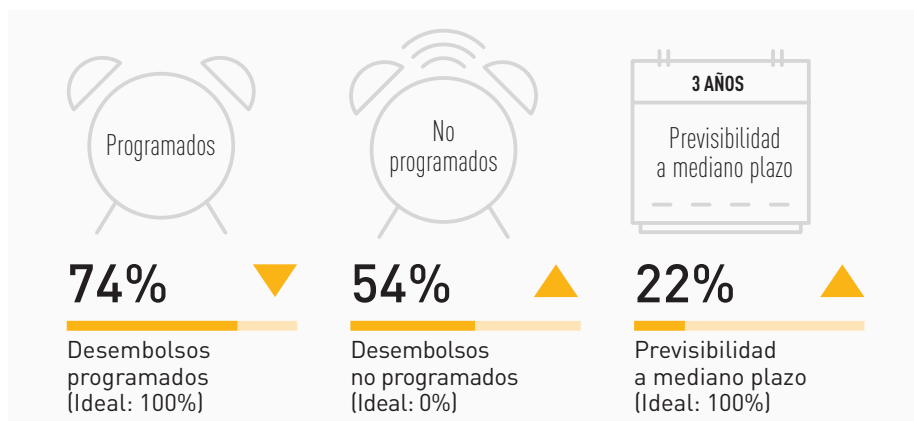 Programados
No
programados
3 AÑOS
Previsibilidad
a mediano plazo
74%
Desembolsos
programados
(Ideal: 100%)
54%
Desembolsos
no programados
(Ideal: 0%)
22%
Previsibilidad
a mediano plazo
(Ideal: 100%)